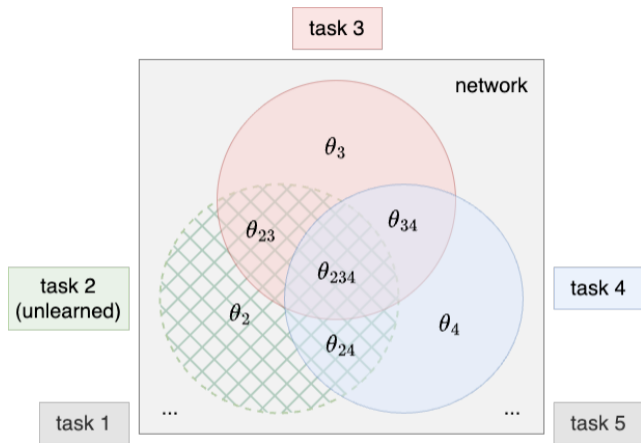 task 3
network
θ₃
θ₂₃
θ₃₄
θ₂₃₄
task 2
(unlearned)
task 4
θ₂
θ₄
θ₂₄
task 1
...
...
task 5